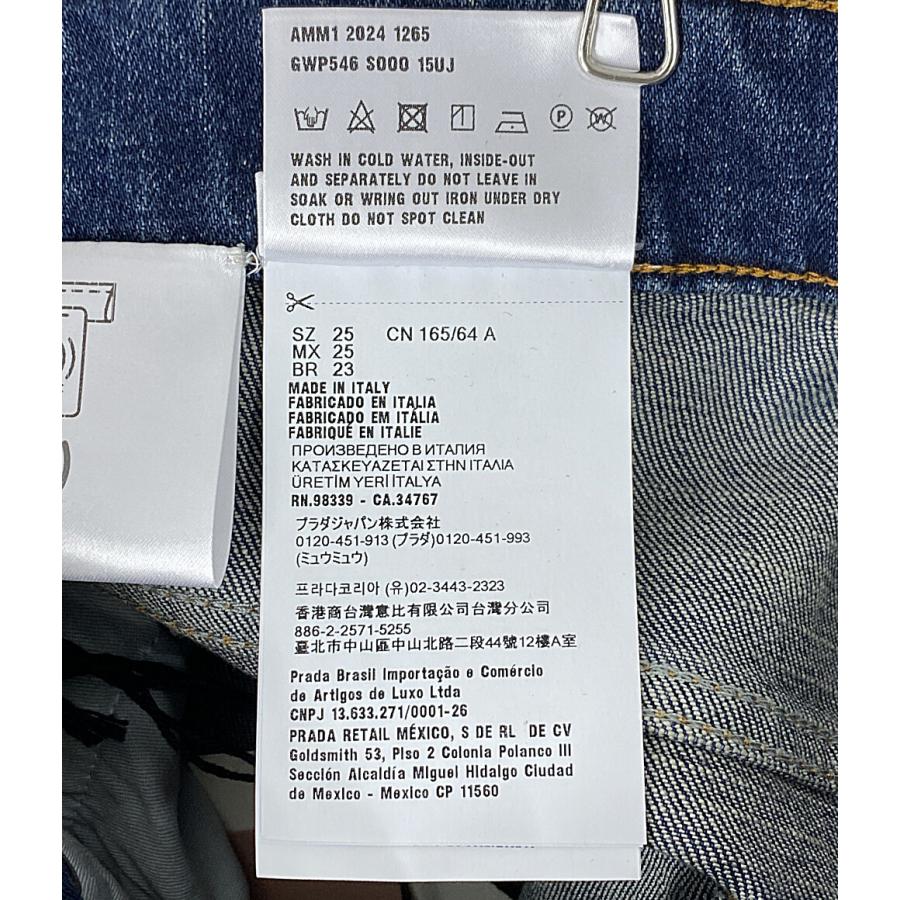 AMM1 2024 1265
GWP546 S000 15UJ
P W
WASH IN COLD WATER, INSIDE-OUT
AND SEPARATELY DO NOT LEAVE IN
SOAK OR WRING OUT IRON UNDER DRY
CLOTH DO NOT SPOT CLEAN
SZ 25 CN 165/64 A
MX 25
BR 23
MADE IN ITALY
FABRICADO EN ITALIA
FABRICADO EM ITÁLIA
FABRIQUÉ EN ITALIE
ПРОИЗВЕДЕНО В ИТАЛИЯ
ΚΑΤΑΣΚΕΥΑΖΕΤΑΙ ΣΤΗΝ ΙΤΑΛΙΑ
ÜRETİM YERİ İTALYA
RN.98339 - CA.34767
プラダジャパン株式会社
0120-451-913 (プラダ)0120-451-993
(ミュウミュウ)
프라다코리아 (유)02-3443-2323
香港商台灣意比有限公司台灣分公司
886-2-2571-5255
臺北市中山區中山北路二段44號12樓A室
Prada Brasil Importação e Comércio
de Artigos de Luxo Ltda
CNPJ 13.633.271/0001-26
PRADA RETAIL MÉXICO, S DE RL DE CV
Goldsmith 53, Piso 2 Colonia Polanco III
Sección Alcaldía Miguel Hidalgo Ciudad
de Mexico - Mexico CP 11560